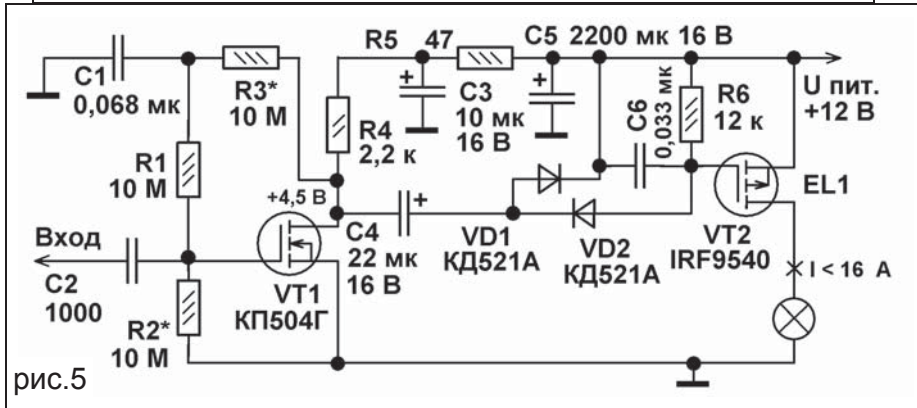 R5 47
C5 2200 мк 16 В
C1
0,068 мк
R3*
10 М
R4
2,2 к
C3
10 мк
16 В
C6
0,033 мк
R6
12 к
U пит.
+12 В
R1
10 М
+4,5 В
EL1
Вход
C2
1000
VT1
КП504Г
C4
22 мк
16 В
VD1
КД521А
VD2
КД521А
VT2
IRF9540
I < 16 А
R2*
10 М
рис.5